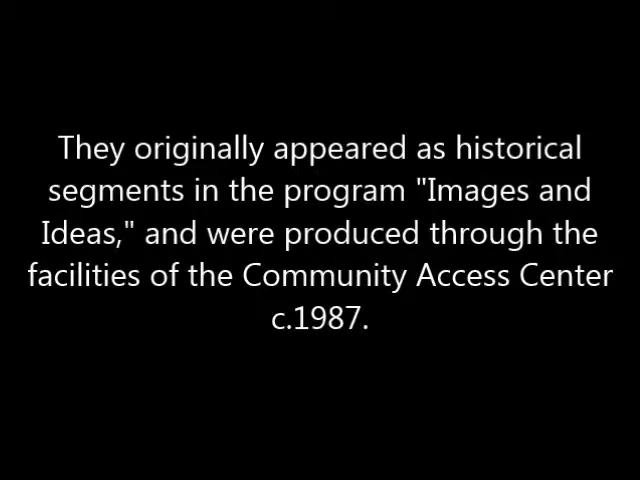 They originally appeared as historical
segments in the program "Images and
Ideas," and were produced through the
facilities of the Community Access Center
c.1987.